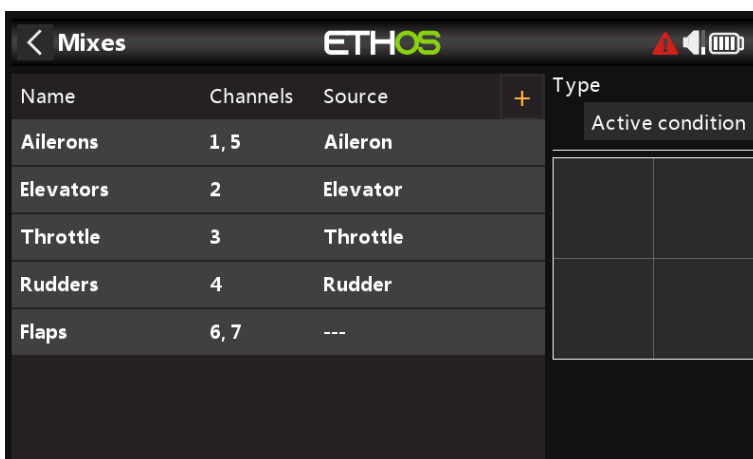 Mixes ETHOS
Name Channels Source +
Ailerons 1, 5 Aileron
Elevators 2 Elevator
Throttle 3 Throttle
Rudders 4 Rudder
Flaps 6, 7 ---
Type
Active condition